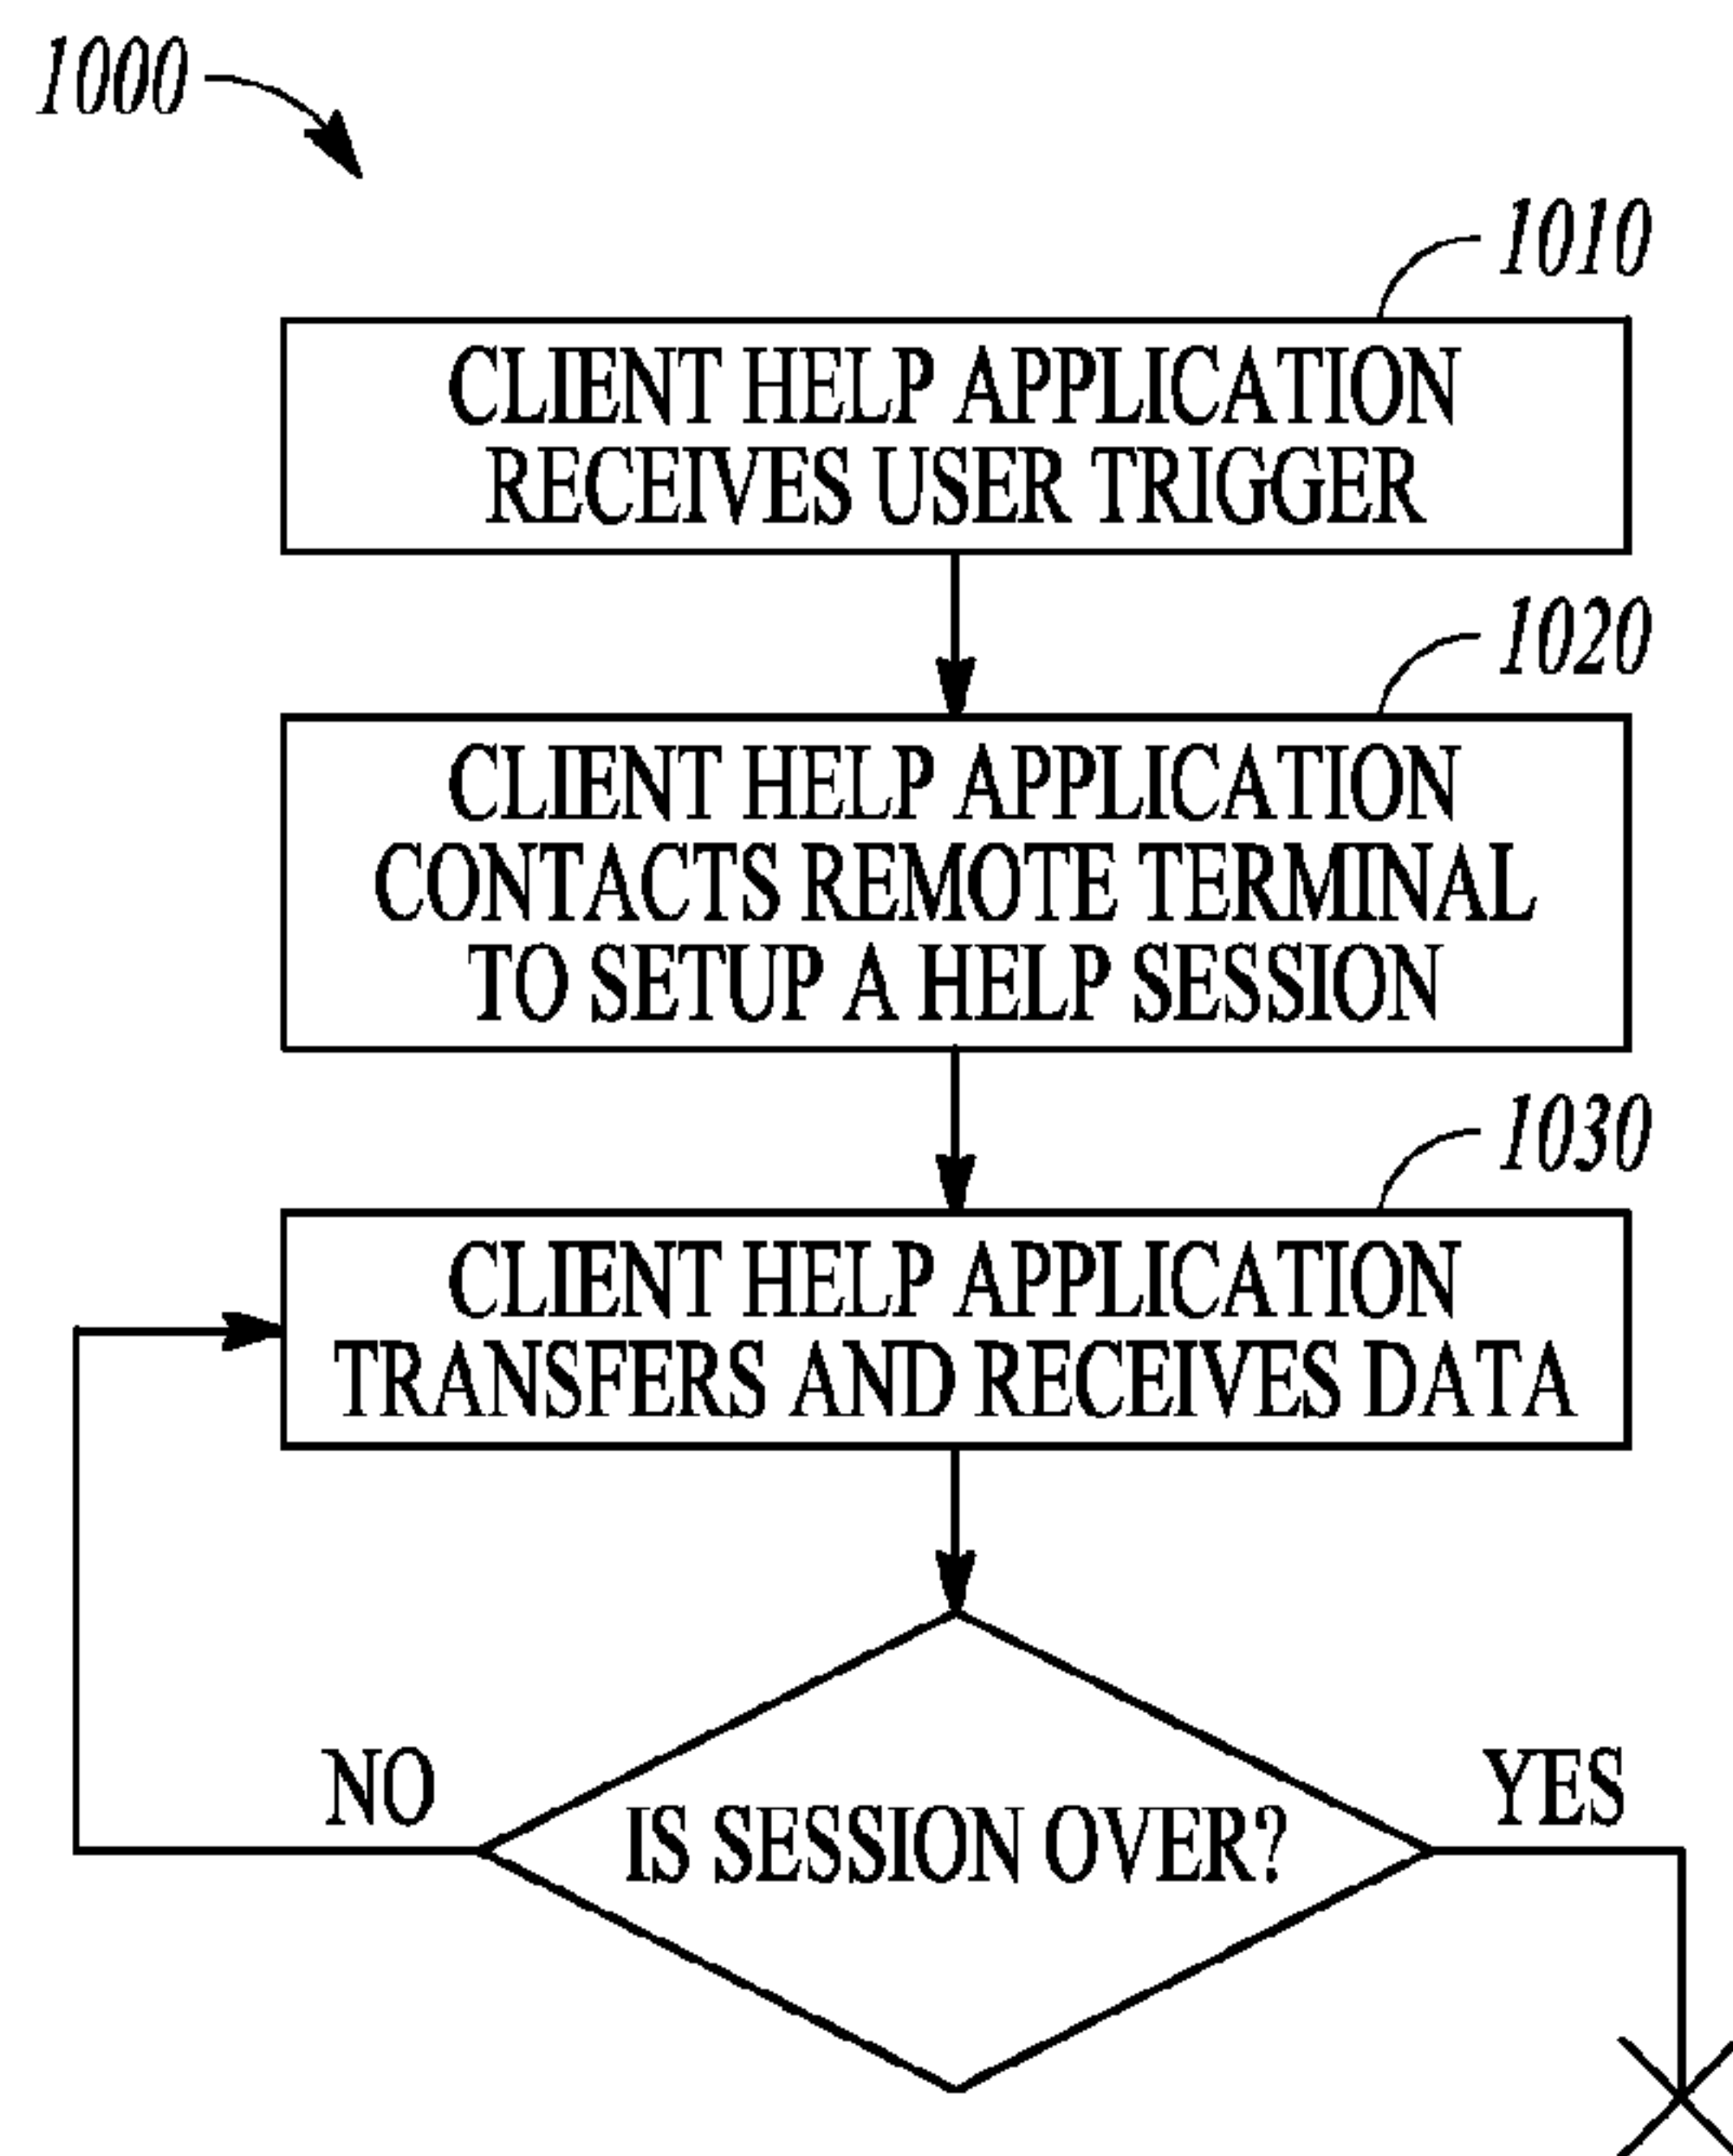 1000
1010
CLIENT HELP APPLICATION
RECEIVES USER TRIGGER
1020
CLIENT HELP APPLICATION
CONTACTS REMOTE TERMINAL
TO SETUP A HELP SESSION
1030
CLIENT HELP APPLICATION
TRANSFERS AND RECEIVES DATA
NO
YES
IS SESSION OVER?